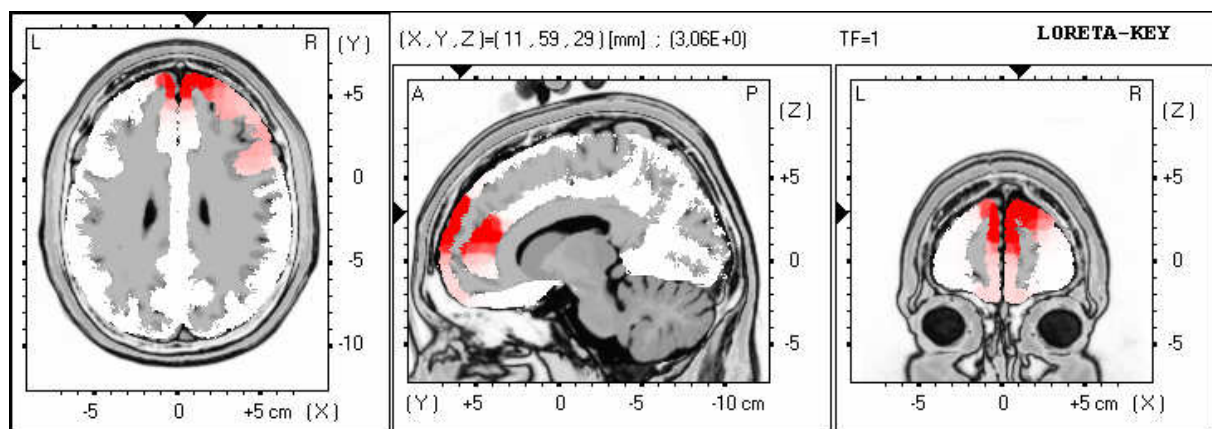 L R (Y)
+5
0
-5
-10
-5 0 +5 cm (X)
(X,Y,Z)=(11,59,29)[mm] ; (3,06E+0) TF=1 LORETA-KEY
A P (Z)
+5
0
-5
(Y) +5 0 -5 -10 cm
L R (Z)
+5
0
-5
-5 0 +5 cm (X)